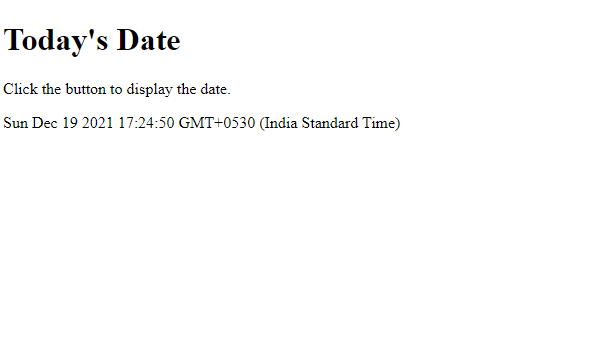 Today's Date
Click the button to display the date.
Sun Dec 19 2021 17:24:50 GMT+0530 (India Standard Time)